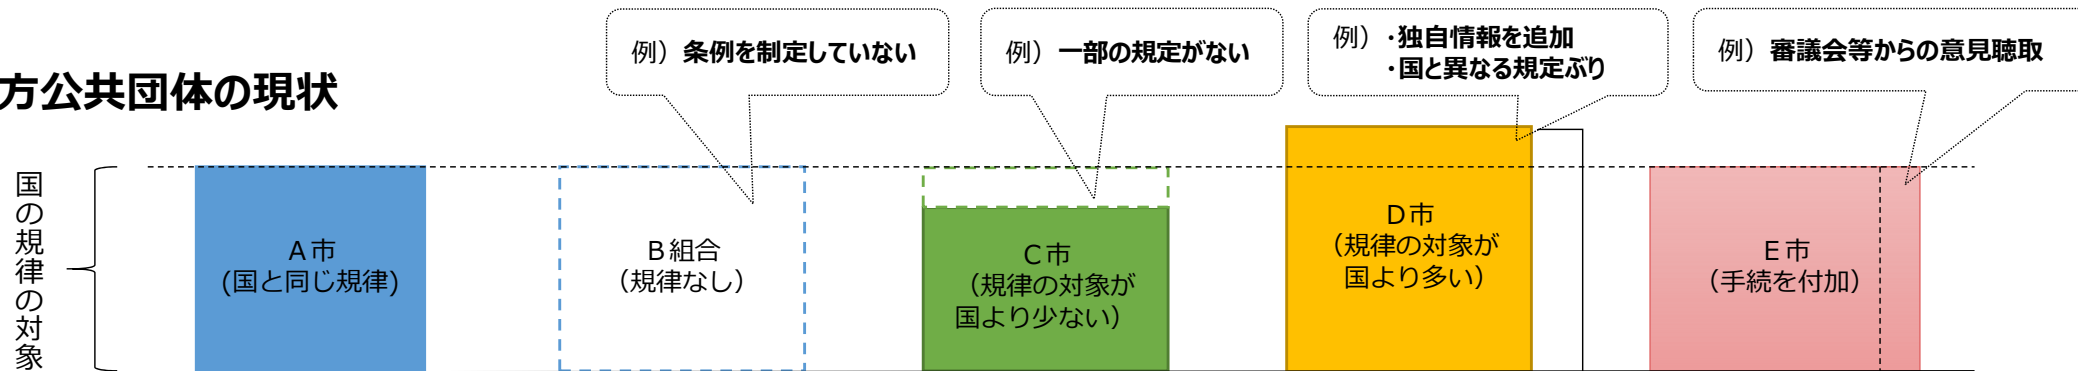 方公共団体の現状
例）条例を制定していない
例）一部の規定がない
例）・独自情報を追加
・国と異なる規定ぶり
例）審議会等からの意見聴取
国の規律の対象
Ａ市
(国と同じ規律)
Ｂ組合
（規律なし）
Ｃ市
（規律の対象が
国より少ない）
Ｄ市
（規律の対象が
国より多い）
Ｅ市
（手続を付加）